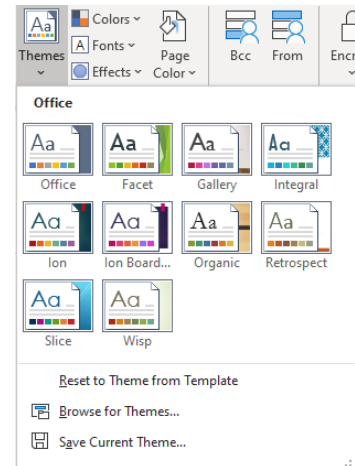 Aa
Themes
Colors
A Fonts
Effects
Page
Color
Bcc
From
Encr
Office
Aa Aa Aa Aa
Office Facet Gallery Integral
Aa Aa Aa Aa
Ion Ion Board... Organic Retrospect
Aa Aa
Slice Wisp
Reset to Theme from Template
Browse for Themes...
Save Current Theme...